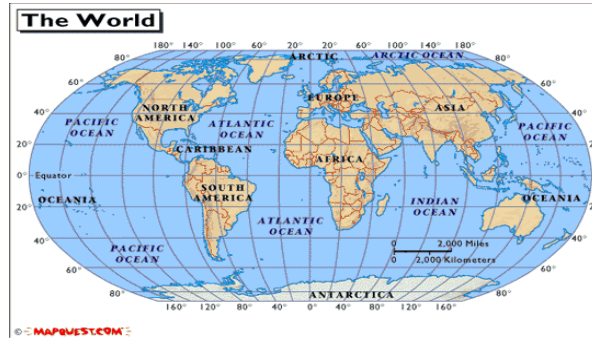 The World
180° 140° 100° 60° 20° 20° 60° 100° 140° 180°
ARCTIC
ARCTIC OCEAN
80°
80°
60°
60°
EUROPE
ASIA
NORTH
AMERICA
40°
40°
PACIFIC
OCEAN
ATLANTIC
OCEAN
PACIFIC
OCEAN
CARIBBEAN
20°
AFRICA
0°
Equator
SOUTH
AMERICA
OCEANIA
INDIAN
OCEAN
OCEANIA
20°
ATLANTIC
OCEAN
40°
PACIFIC
OCEAN
0 2,000 Miles
0 2,000 Kilometers
60°
60°
80°
ANTARCTICA
80°
160° 120° 80° 40° 0° 40° 80° 120° 160°
© MAPQUEST.COM